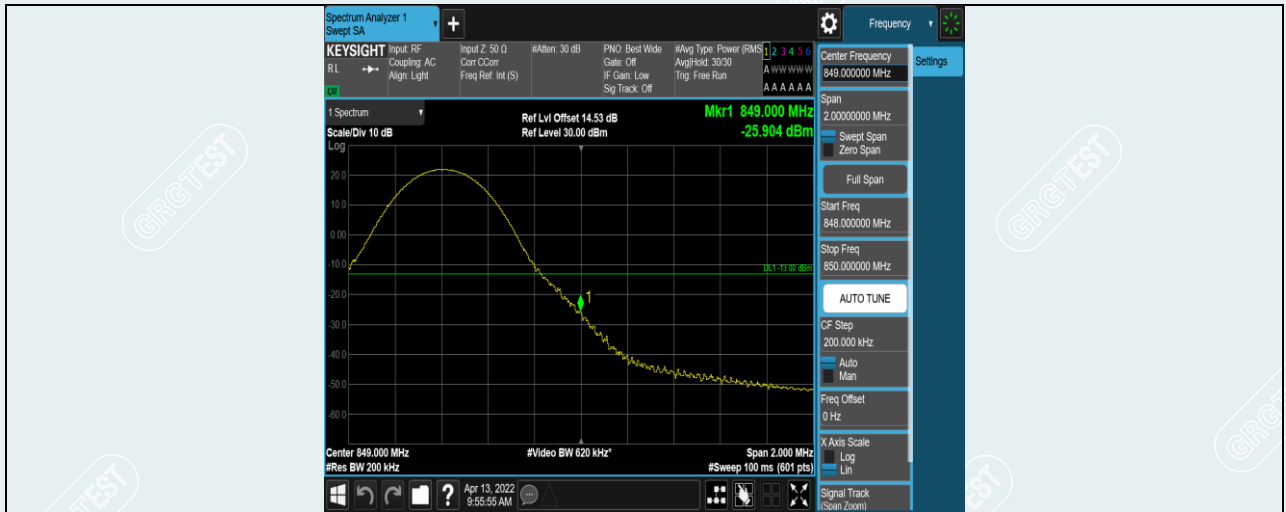 Spectrum Analyzer 1
Swept SA
+
Frequency
KEYSIGHT
RL
LXI
Input: RF
Coupling: AC
Align: Light
Input Z: 50 Ω
Corr CCorr
Freq Ref: Int (S)
#Atten: 30 dB
PNO: Best Wide
Gate: Off
IF Gain: Low
Sig Track: Off
#Avg Type: Power (RMS
Avg|Hold: 30/30
Trig: Free Run
1 2 3 4 5 6
A W W W W W
A A A A A A
1 Spectrum
Scale/Div 10 dB
Log
Ref Lvl Offset 14.53 dB
Ref Level 30.00 dBm
Mkr1 849.000 MHz
-25.904 dBm
20.0
10.0
0.00
-10.0
-20.0
-30.0
-40.0
-50.0
-60.0
DL1 -13.00 dBm
1
Center 849.000 MHz
#Res BW 200 kHz
#Video BW 620 kHz*
Span 2.000 MHz
#Sweep 100 ms (601 pts)
?
Apr 13, 2022
9:55:55 AM
Center Frequency
849.000000 MHz
Settings
Span
2.00000000 MHz
Swept Span
Zero Span
Full Span
Start Freq
848.000000 MHz
Stop Freq
850.000000 MHz
AUTO TUNE
CF Step
200.000 kHz
Auto
Man
Freq Offset
0 Hz
X Axis Scale
Log
Lin
Signal Track
(Span Zoom)
GRGTEST
GRGTEST
GRGTEST
GRGTEST